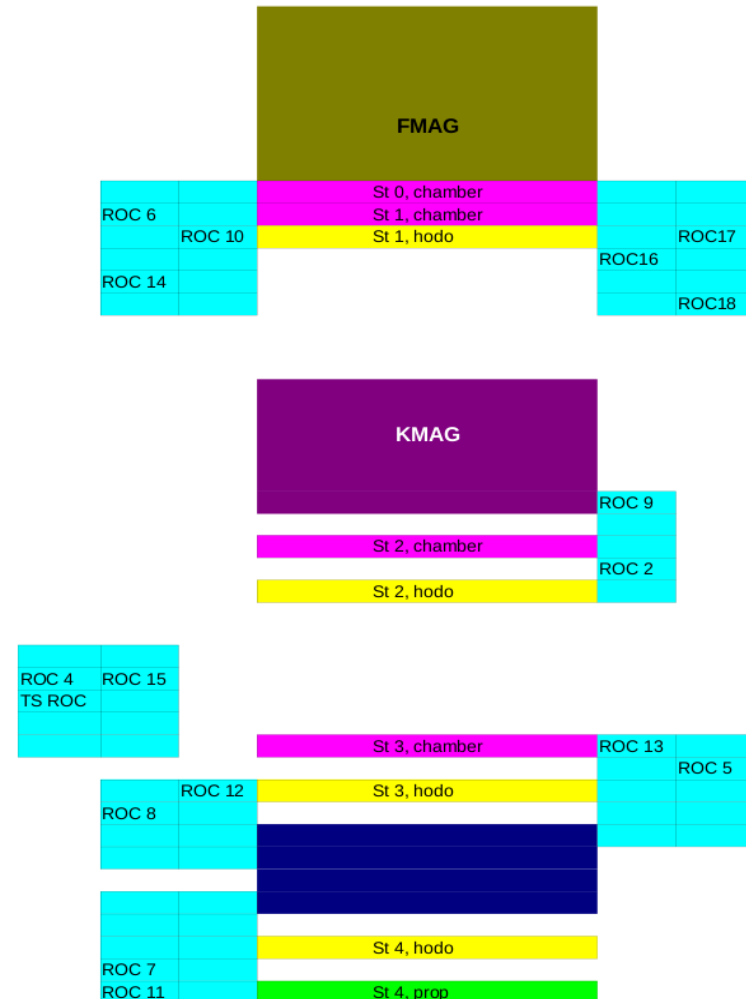 FMAG
St 0, chamber
ROC 6 St 1, chamber
ROC 10 St 1, hodo ROC17
ROC16
ROC 14
ROC18
KMAG
ROC 9
St 2, chamber
ROC 2
St 2, hodo
ROC 4 ROC 15
TS ROC
St 3, chamber ROC 13
ROC 5
ROC 12 St 3, hodo
ROC 8
St 4, hodo
ROC 7
ROC 11 St 4, prop